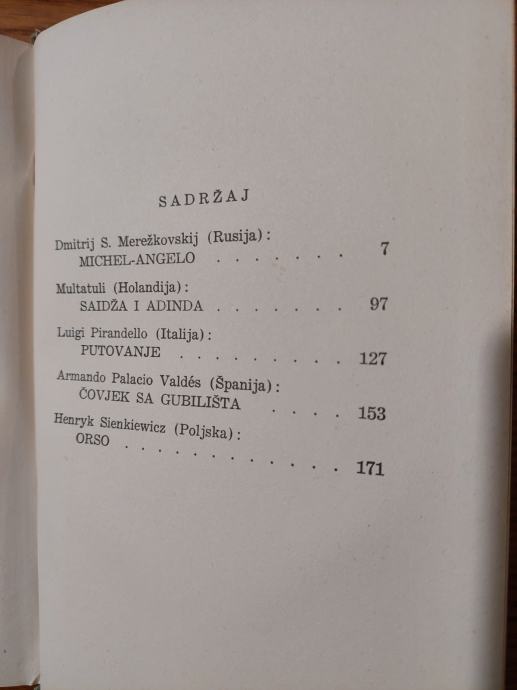 SADRŽAJ
Dmitrij S. Merežkovskij (Rusija):
MICHEL-ANGELO . . . . . . . 7
Multatuli (Holandija):
SAIDŽA I ADINDA . . . . . . . 97
Luigi Pirandello (Italija):
PUTOVANJE . . . . . . . . . 127
Armando Palacio Valdés (Španija):
ČOVJEK SA GUBILIŠTA . . . . 153
Henryk Sienkiewicz (Poljska):
ORSO . . . . . . . . . . . . 171